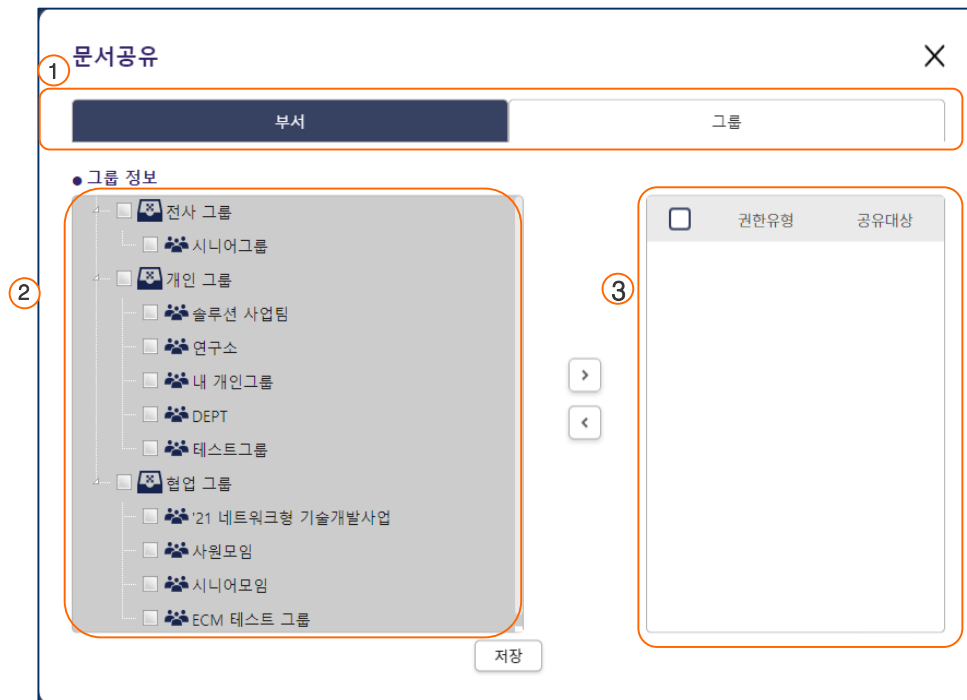 문서공유
①
부서
그룹
그룹 정보
②
전사 그룹
시니어그룹
개인 그룹
솔루션 사업팀
연구소
내 개인그룹
DEPT
테스트그룹
협업 그룹
'21 네트워크형 기술개발사업
사원모임
시니어모임
ECM 테스트 그룹
③
권한유형 공유대상
저장